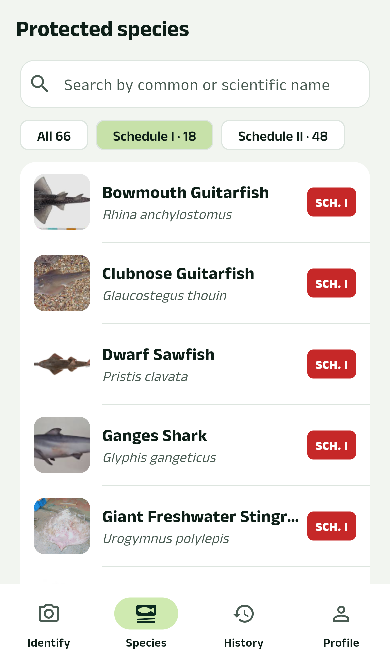 Protected species
Search by common or scientific name
All 66
Schedule I · 18
Schedule II · 48
Bowmouth Guitarfish
Rhina anchylostomus
SCH. I
Clubnose Guitarfish
Glaucostegus thouin
SCH. I
Dwarf Sawfish
Pristis clavata
SCH. I
Ganges Shark
Glyphis gangeticus
SCH. I
Giant Freshwater Stingr...
Urogymnus polylepis
SCH. I
Identify
Species
History
Profile